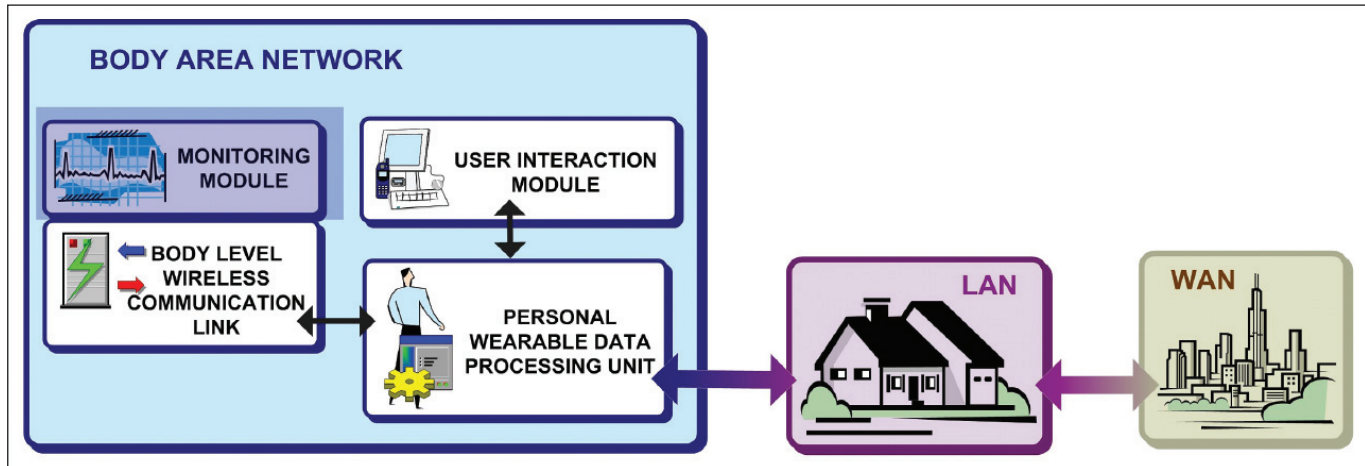 BODY AREA NETWORK
MONITORING
MODULE
USER INTERACTION
MODULE
BODY LEVEL
WIRELESS
COMMUNICATION
LINK
PERSONAL
WEARABLE DATA
PROCESSING UNIT
LAN
WAN